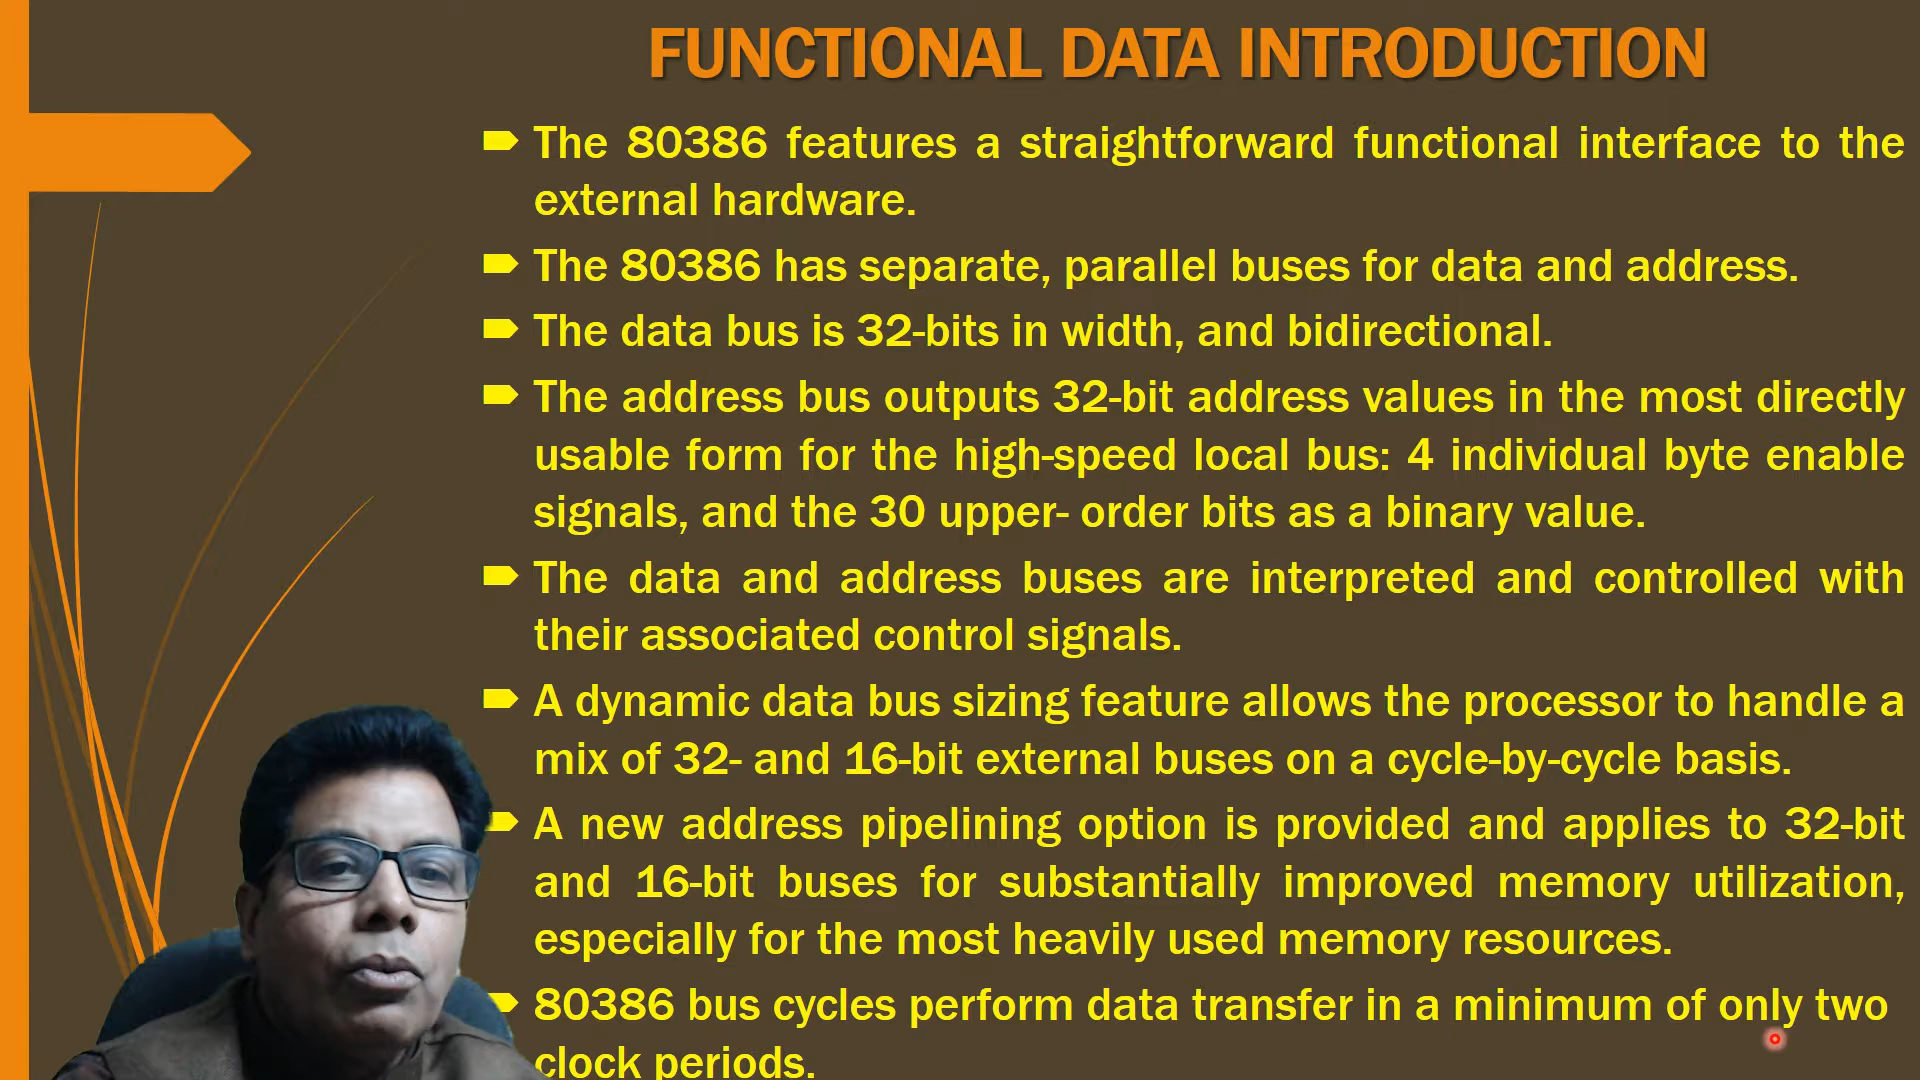 FUNCTIONAL DATA INTRODUCTION
The 80386 features a straightforward functional interface to the
external hardware.
The 80386 has separate, parallel buses for data and address.
The data bus is 32-bits in width, and bidirectional.
The address bus outputs 32-bit address values in the most directly
usable form for the high-speed local bus: 4 individual byte enable
signals, and the 30 upper- order bits as a binary value.
The data and address buses are interpreted and controlled with
their associated control signals.
A dynamic data bus sizing feature allows the processor to handle a
mix of 32- and 16-bit external buses on a cycle-by-cycle basis.
A new address pipelining option is provided and applies to 32-bit
and 16-bit buses for substantially improved memory utilization,
especially for the most heavily used memory resources.
80386 bus cycles perform data transfer in a minimum of only two
clock periods.